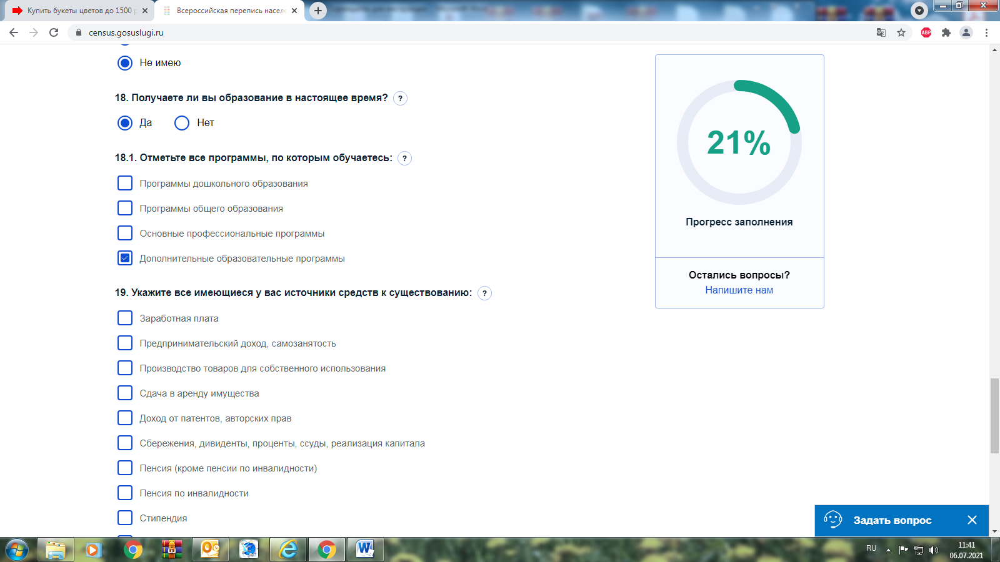 Купить букеты цветов до 1500 р
Всероссийская перепись населе
census.gosuslugi.ru
ABP
Не имею
18. Получаете ли вы образование в настоящее время? ?
Да Нет
18.1. Отметьте все программы, по которым обучаетесь: ?
Программы дошкольного образования
Программы общего образования
Основные профессиональные программы
Дополнительные образовательные программы
19. Укажите все имеющиеся у вас источники средств к существованию: ?
Заработная плата
Предпринимательский доход, самозанятость
Производство товаров для собственного использования
Сдача в аренду имущества
Доход от патентов, авторских прав
Сбережения, дивиденты, проценты, ссуды, реализация капитала
Пенсия (кроме пенсии по инвалидности)
Пенсия по инвалидности
Стипендия
21%
Прогресс заполнения
Остались вопросы?
Напишите нам
Задать вопрос
RU
11:41
06.07.2021